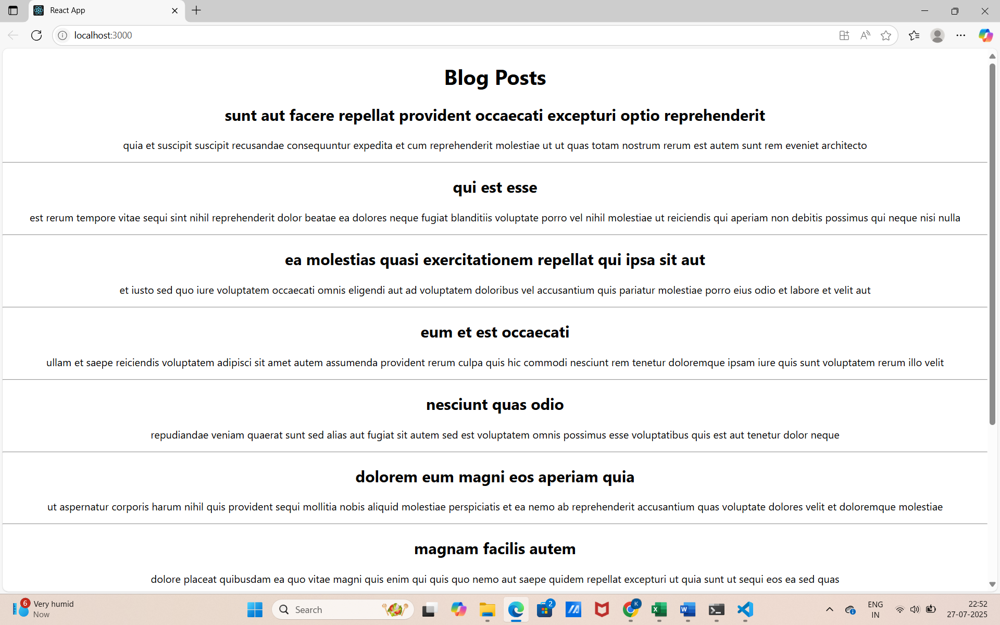 React App
localhost:3000
Blog Posts
sunt aut facere repellat provident occaecati excepturi optio reprehenderit
quia et suscipit suscipit recusandae consequuntur expedita et cum reprehenderit molestiae ut ut quas totam nostrum rerum est autem sunt rem eveniet architecto
qui est esse
est rerum tempore vitae sequi sint nihil reprehenderit dolor beatae ea dolores neque fugiat blanditiis voluptate porro vel nihil molestiae ut reiciendis qui aperiam non debitis possimus qui neque nisi nulla
ea molestias quasi exercitationem repellat qui ipsa sit aut
et iusto sed quo iure voluptatem occaecati omnis eligendi aut ad voluptatem doloribus vel accusantium quis pariatur molestiae porro eius odio et labore et velit aut
eum et est occaecati
ullam et saepe reiciendis voluptatem adipisci sit amet autem assumenda provident rerum culpa quis hic commodi nesciunt rem tenetur doloremque ipsam iure quis sunt voluptatem rerum illo velit
nesciunt quas odio
repudiandae veniam quaerat sunt sed alias aut fugiat sit autem sed est voluptatem omnis possimus esse voluptatibus quis est aut tenetur dolor neque
dolorem eum magni eos aperiam quia
ut aspernatur corporis harum nihil quis provident sequi mollitia nobis aliquid molestiae perspiciatis et ea nemo ab reprehenderit accusantium quas voluptate dolores velit et doloremque molestiae
magnam facilis autem
dolore placeat quibusdam ea quo vitae magni quis enim qui quis quo nemo aut saepe quidem repellat excepturi ut quia sunt ut sequi eos ea sed quas
6
Very humid
Now
Search
2
K
ENG
IN
22:52
27-07-2025